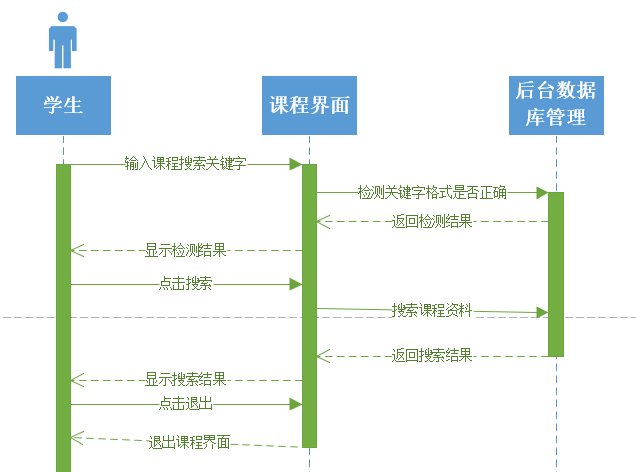 学生
课程界面
后台数据
库管理
输入课程搜索关键字
检测关键字格式是否正确
返回检测结果
显示检测结果
点击搜索
搜索课程资料
返回搜索结果
显示搜索结果
点击退出
退出课程界面